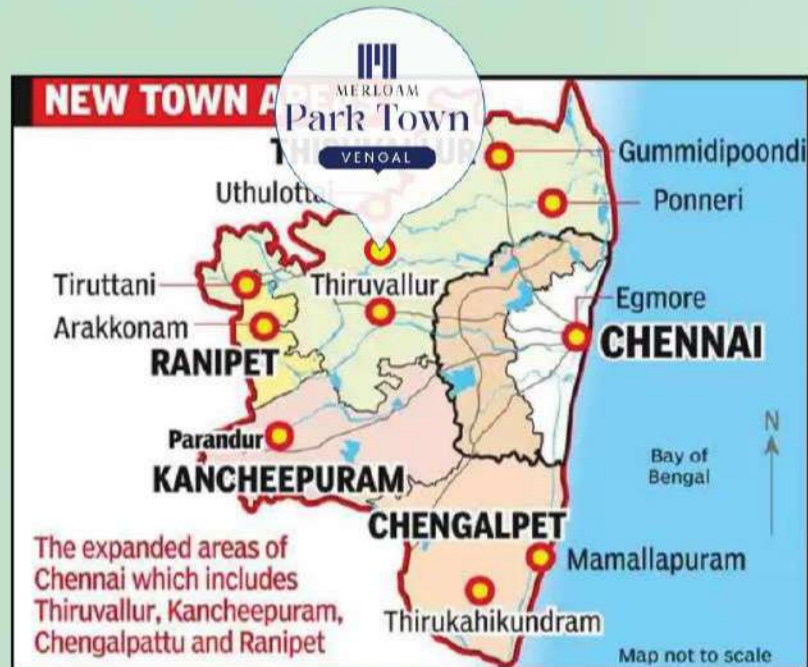 MERLOAM
Park Town
VENGAL
NEW TOWN
Gummidipoondi
Ponneri
Tiruttani
Thiruvallur
Egmore
Arakkonam
CHENNAI
RANIPET
Parandur
KANCHEEPURAM
N
Bay of
Bengal
CHENGALPET
Mamallapuram
Thirukahikundram
The expanded areas of
Chennai which includes
Thiruvallur, Kancheepuram,
Chengalpattu and Ranipet
Map not to scale